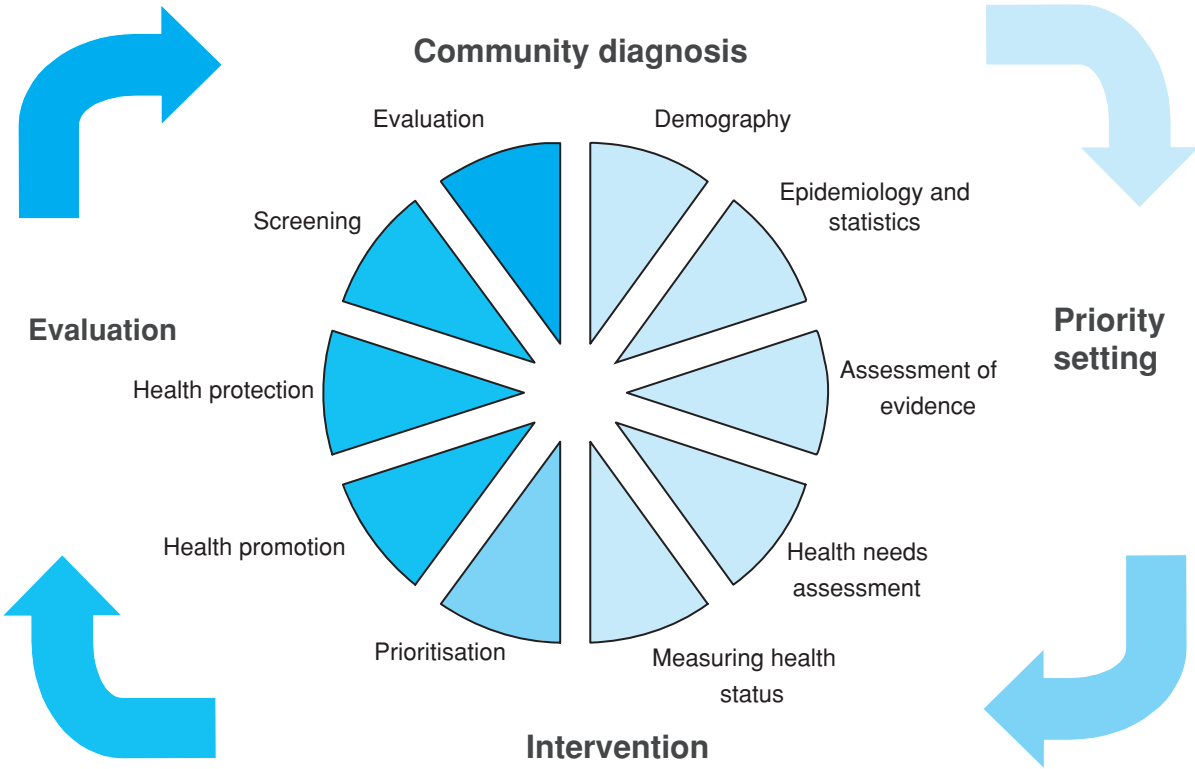 Community diagnosis
Evaluation
Demography
Epidemiology and
statistics
Screening
Evaluation
Priority
setting
Health protection
Assessment of
evidence
Health promotion
Health needs
assessment
Prioritisation
Measuring health
status
Intervention